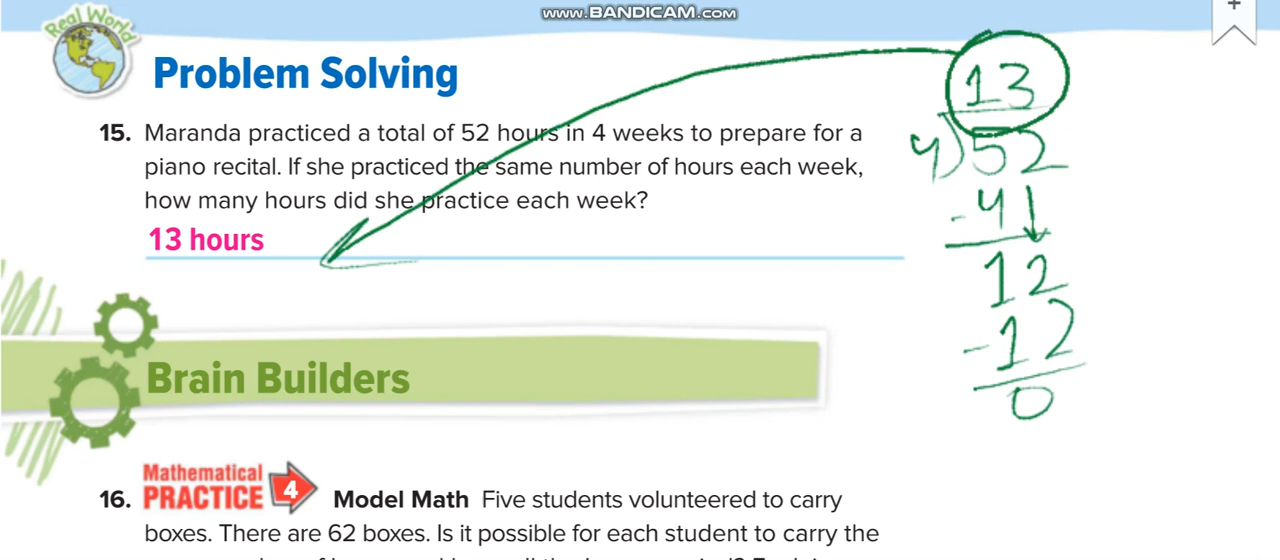 www.BANDICAM.com
Real World
Problem Solving
15. Maranda practiced a total of 52 hours in 4 weeks to prepare for a
piano recital. If she practiced the same number of hours each week,
how many hours did she practice each week?
13 hours
13
4)52
-4
12
-12
0
Brain Builders
16. Mathematical
PRACTICE 4 Model Math Five students volunteered to carry
boxes. There are 62 boxes. Is it possible for each student to carry the